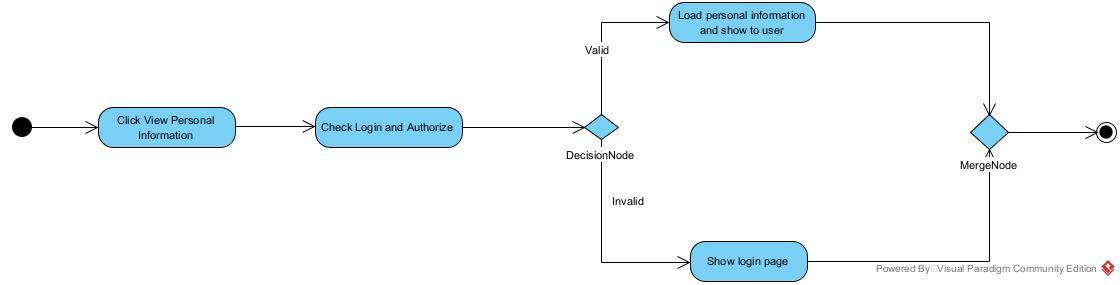 Load personal information
and show to user
Valid
Click View Personal
Information
Check Login and Authorize
DecisionNode
MergeNode
Invalid
Show login page
Powered By Visual Paradigm Community Edition